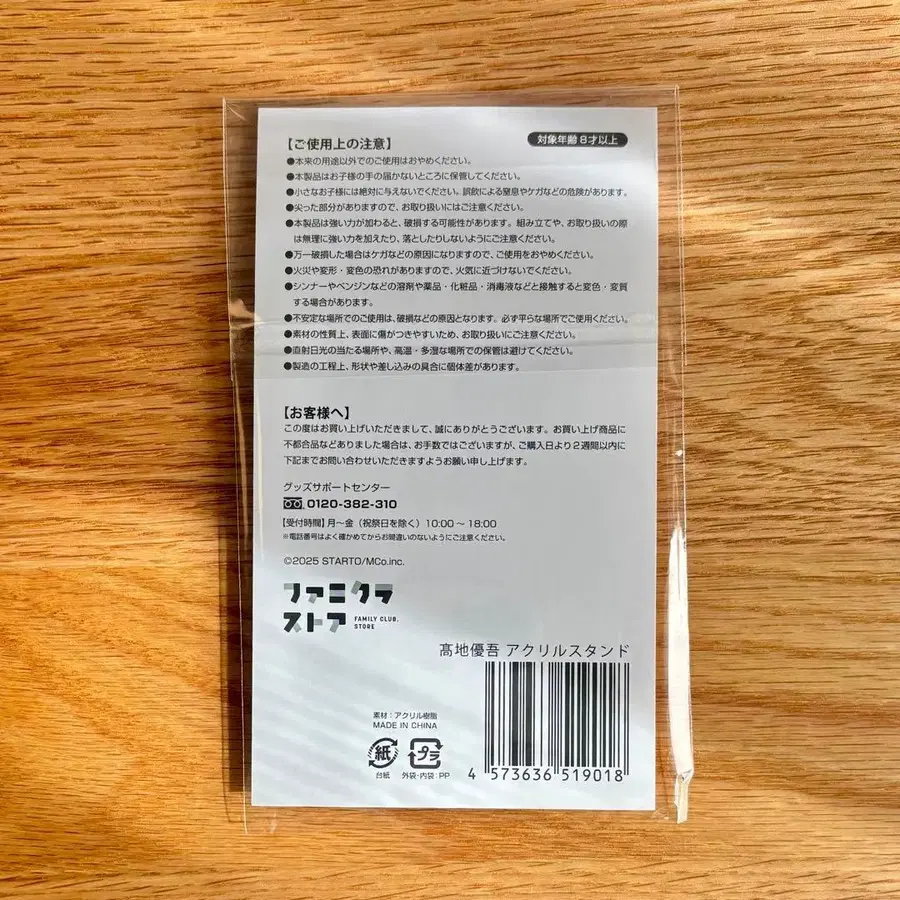 【ご使用上の注意】
対象年齢 8才以上
●本来の用途以外でのご使用はおやめください。
●本製品はお子様の手の届かないところに保管してください。
●小さなお子様には絶対に与えないでください。誤飲による窒息やケガなどの危険があります。
●尖った部分がありますので、お取り扱いにはご注意ください。
●本製品は強い力が加わると、破損する可能性があります。組み立てや、お取り扱いの際
は無理に強い力を加えたり、落としたりしないようにご注意ください。
●万一破損した場合はケガなどの原因になりますので、ご使用をおやめください。
●火災や変形・変色の恐れがありますので、火気に近づけないでください。
●シンナーやベンジンなどの溶剤や薬品・化粧品・消毒液などと接触すると変色・変質
する場合があります。
●不安定な場所でのご使用は、破損などの原因となります。必ず平らな場所でご使用ください。
●素材の性質上、表面に傷がつきやすいため、お取り扱いにご注意ください。
●直射日光の当たる場所や、高温・多湿な場所での保管は避けてください。
●製造の工程上、形状や差し込みの具合に個体差があります。
【お客様へ】
この度はお買い上げいただきまして、誠にありがとうございます。お買い上げ商品に
不都合品などありました場合は、お手数ではございますが、ご購入日より2週間以内に
下記までお問い合わせいただきますようお願い申し上げます。
グッズサポートセンター
0120-382-310
【受付時間】月〜金（祝祭日を除く）10:00〜18:00
※電話番号はよく確かめてからお間違いのないようにご注意ください。
©2025 STARTO/MCo.inc.
ファミクラ
ストア FAMILY CLUB. STORE
髙地優吾 アクリルスタンド
素材：アクリル樹脂
MADE IN CHINA
紙 プラ
台紙 外袋・内袋：PP
4 573636 519018